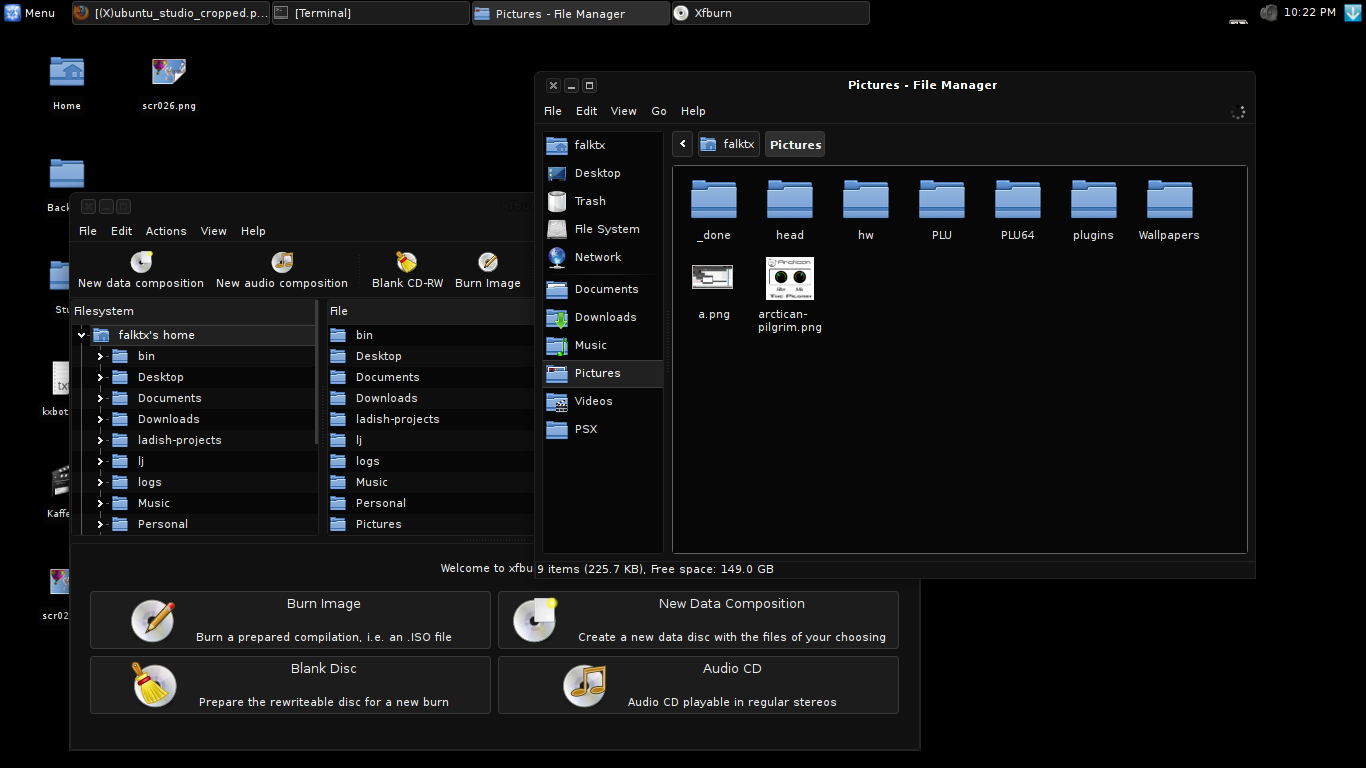 Menu
[(X)ubuntu_studio_cropped.p...
[Terminal]
Pictures - File Manager
Xfburn
10:22 PM
Home
scr026.png
Back
Stu
txt
kxbot
Kaffe
scr02
File Edit Actions View Help
New data composition
New audio composition
Blank CD-RW
Burn Image
Filesystem
falktx's home
bin
Desktop
Documents
Downloads
ladish-projects
lj
logs
Music
Personal
File
bin
Desktop
Documents
Downloads
ladish-projects
lj
logs
Music
Personal
Pictures
Welcome to xfbu
Burn Image
Burn a prepared compilation, i.e. an .ISO file
New Data Composition
Create a new data disc with the files of your choosing
Blank Disc
Prepare the rewriteable disc for a new burn
Audio CD
Audio CD playable in regular stereos
Pictures - File Manager
File Edit View Go Help
falktx
Desktop
Trash
File System
Network
Documents
Downloads
Music
Pictures
Videos
PSX
falktx
Pictures
_done
head
hw
PLU
PLU64
plugins
Wallpapers
a.png
Arctican
The Pilgrim
arctican-
pilgrim.png
9 items (225.7 KB), Free space: 149.0 GB